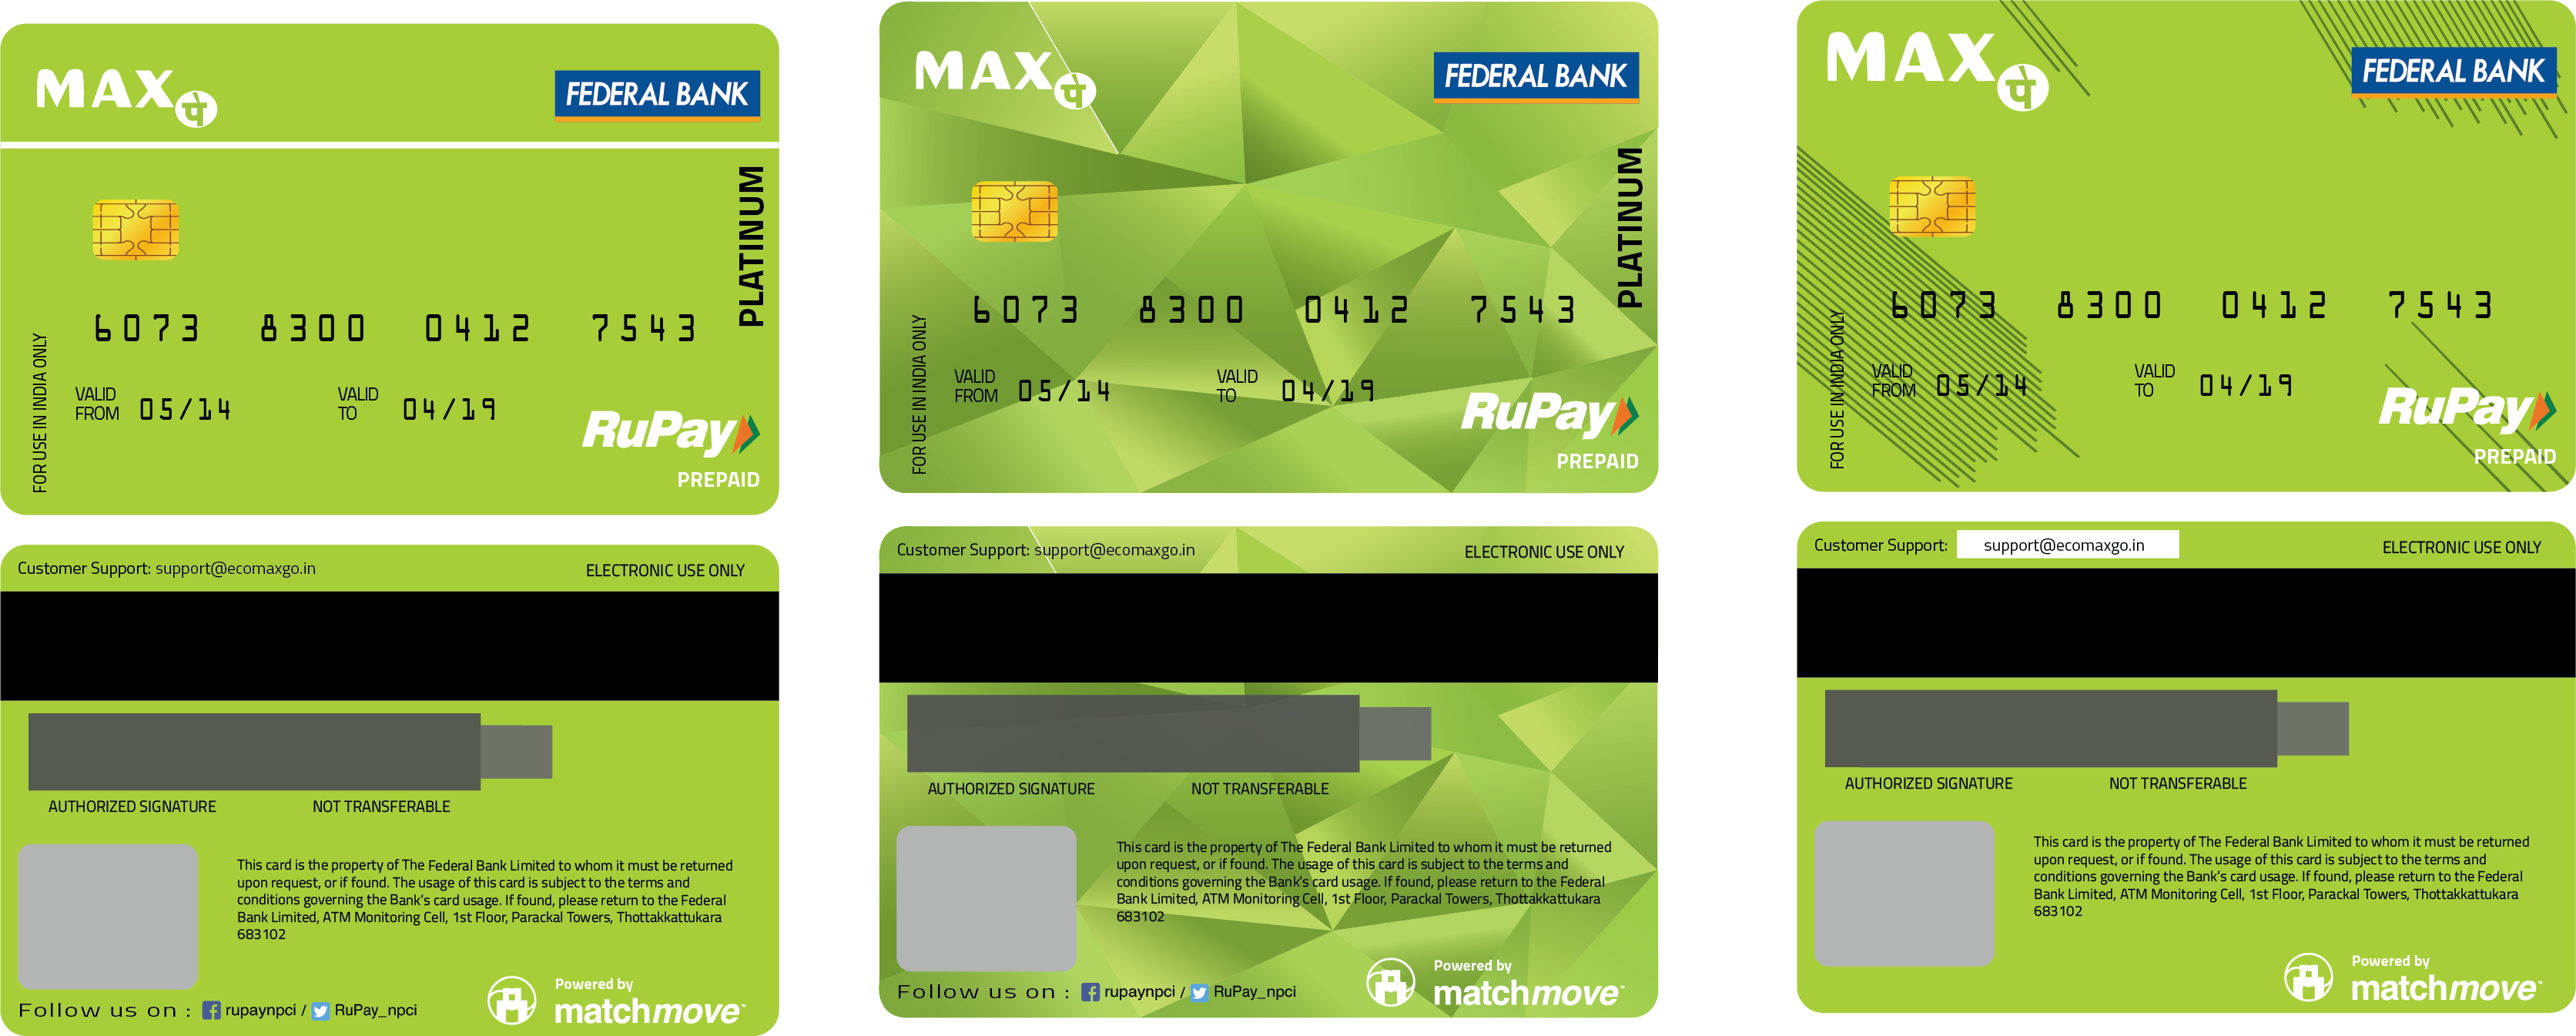 MAX पे
FEDERAL BANK
PLATINUM
6073 8300 0412 7543
FOR USE IN INDIA ONLY
VALID FROM 05/14 VALID TO 04/19
RuPay
PREPAID
MAX पे
FEDERAL BANK
PLATINUM
6073 8300 0412 7543
FOR USE IN INDIA ONLY
VALID FROM 05/14 VALID TO 04/19
RuPay
PREPAID
MAX पे
FEDERAL BANK
6073 8300 0412 7543
FOR USE IN INDIA ONLY
VALID FROM 05/14 VALID TO 04/19
RuPay
PREPAID
Customer Support: support@ecomaxgo.in ELECTRONIC USE ONLY
AUTHORIZED SIGNATURE NOT TRANSFERABLE
This card is the property of The Federal Bank Limited to whom it must be returned
upon request, or if found. The usage of this card is subject to the terms and
conditions governing the Bank's card usage. If found, please return to the Federal
Bank Limited, ATM Monitoring Cell, 1st Floor, Parackal Towers, Thottakkattukara
683102
Follow us on : rupaynpci / RuPay_npci
Powered by
matchmove™
Customer Support: support@ecomaxgo.in ELECTRONIC USE ONLY
AUTHORIZED SIGNATURE NOT TRANSFERABLE
This card is the property of The Federal Bank Limited to whom it must be returned
upon request, or if found. The usage of this card is subject to the terms and
conditions governing the Bank's card usage. If found, please return to the Federal
Bank Limited, ATM Monitoring Cell, 1st Floor, Parackal Towers, Thottakkattukara
683102
Follow us on : rupaynpci / RuPay_npci
Powered by
matchmove™
Customer Support: support@ecomaxgo.in ELECTRONIC USE ONLY
AUTHORIZED SIGNATURE NOT TRANSFERABLE
This card is the property of The Federal Bank Limited to whom it must be returned
upon request, or if found. The usage of this card is subject to the terms and
conditions governing the Bank's card usage. If found, please return to the Federal
Bank Limited, ATM Monitoring Cell, 1st Floor, Parackal Towers, Thottakkattukara
683102
Powered by
matchmove™